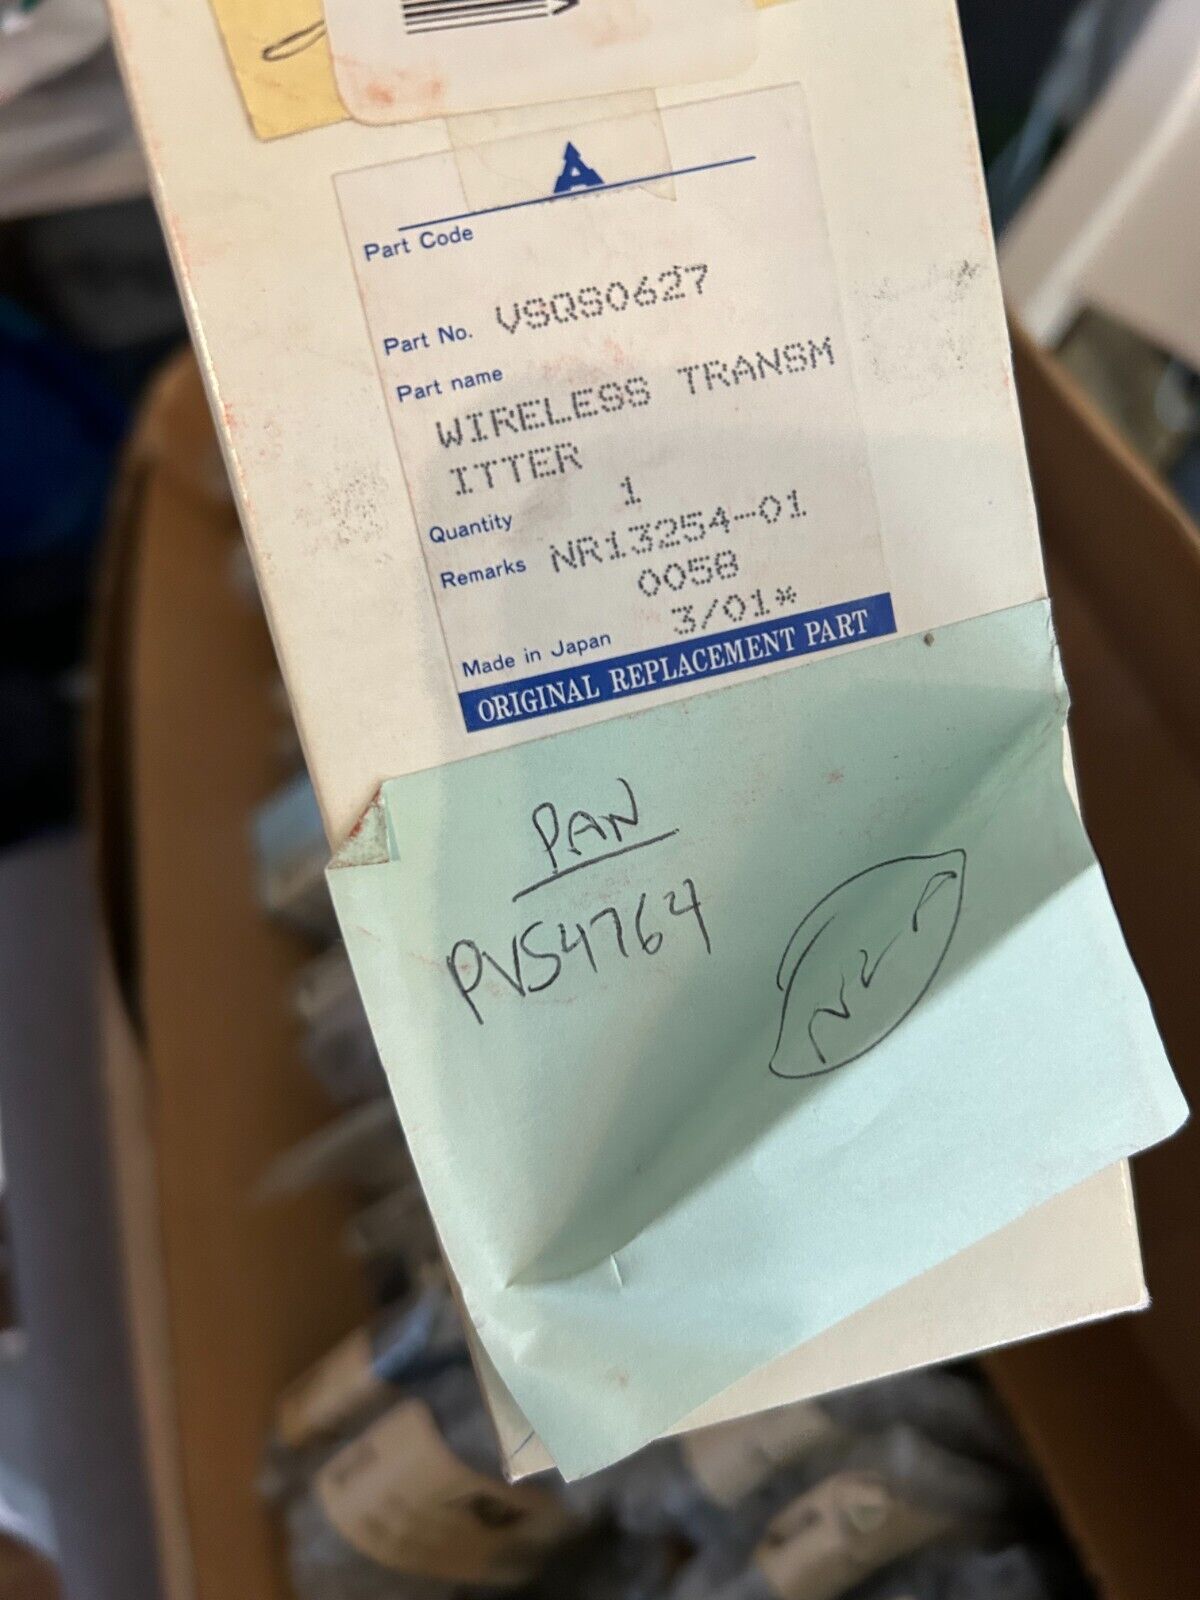 A
Part Code
Part No. VSQS0627
Part name
WIRELESS TRANSM
ITTER
Quantity 1
Remarks NR13254-01
0058
3/01*
Made in Japan
ORIGINAL REPLACEMENT PART
PAN
PVS4764